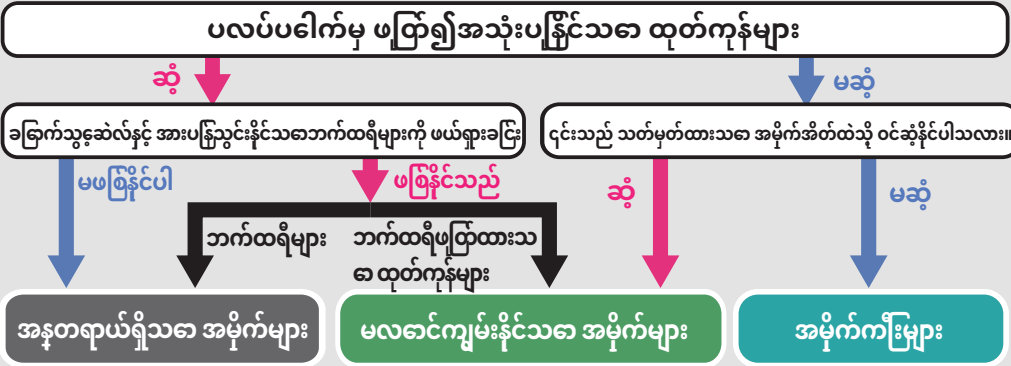 ပလပ်ပေါက်မှ ဖြုတ်၍အသုံးပြုနိုင်သော ထုတ်ကုန်များ
ဆုံ့
မဆုံ့
ခြောက်သွေ့ဆဲလ်နှင့် အားပြန်သွင်းနိုင်သောဘက်ထရီများကို ဖယ်ရှားခြင်း
၎င်းသည် သတ်မှတ်ထားသော အမှိုက်အိတ်ထဲသို့ ဝင်ဆံ့နိုင်ပါသလား။
မဖြစ်နိုင်ပါ
ဖြစ်နိုင်သည်
ဆုံ့
မဆုံ့
ဘက်ထရီများ
ဘက်ထရီဖြုတ်ထားသ
ော ထုတ်ကုန်များ
အန္တရာယ်ရှိသော အမှိုက်များ
မလောင်ကျွမ်းနိုင်သော အမှိုက်များ
အမှိုက်ကြီးများ